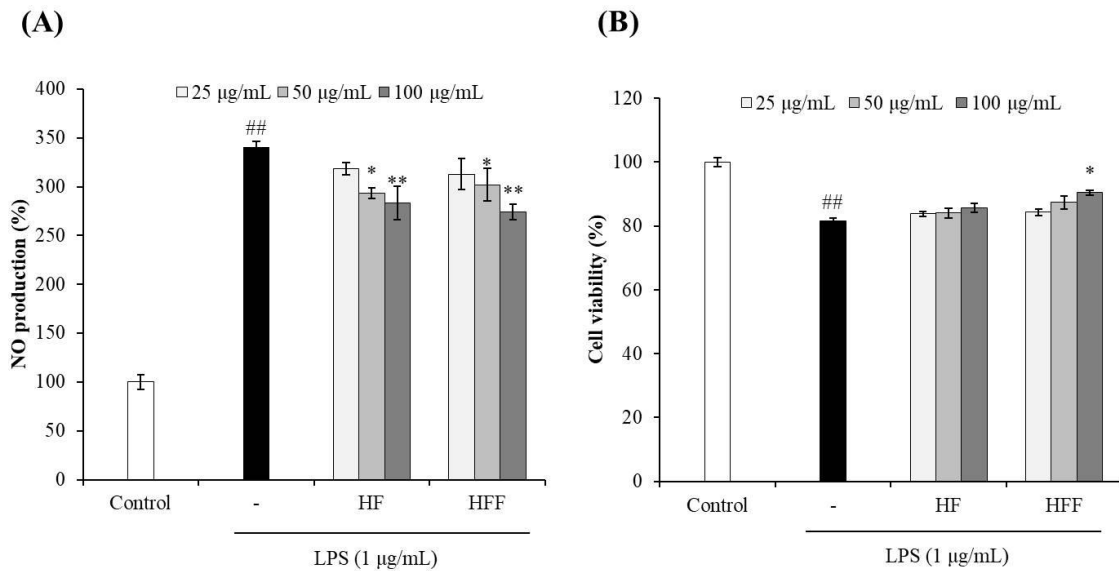 (A)
NO production (%)
400
350
300
250
200
150
100
50
0
25 μg/mL 50 μg/mL 100 μg/mL
##
*
**
*
**
Control - HF HFF
LPS (1 μg/mL)
(B)
Cell viability (%)
120
100
80
60
40
20
0
25 μg/mL 50 μg/mL 100 μg/mL
##
*
Control - HF HFF
LPS (1 μg/mL)